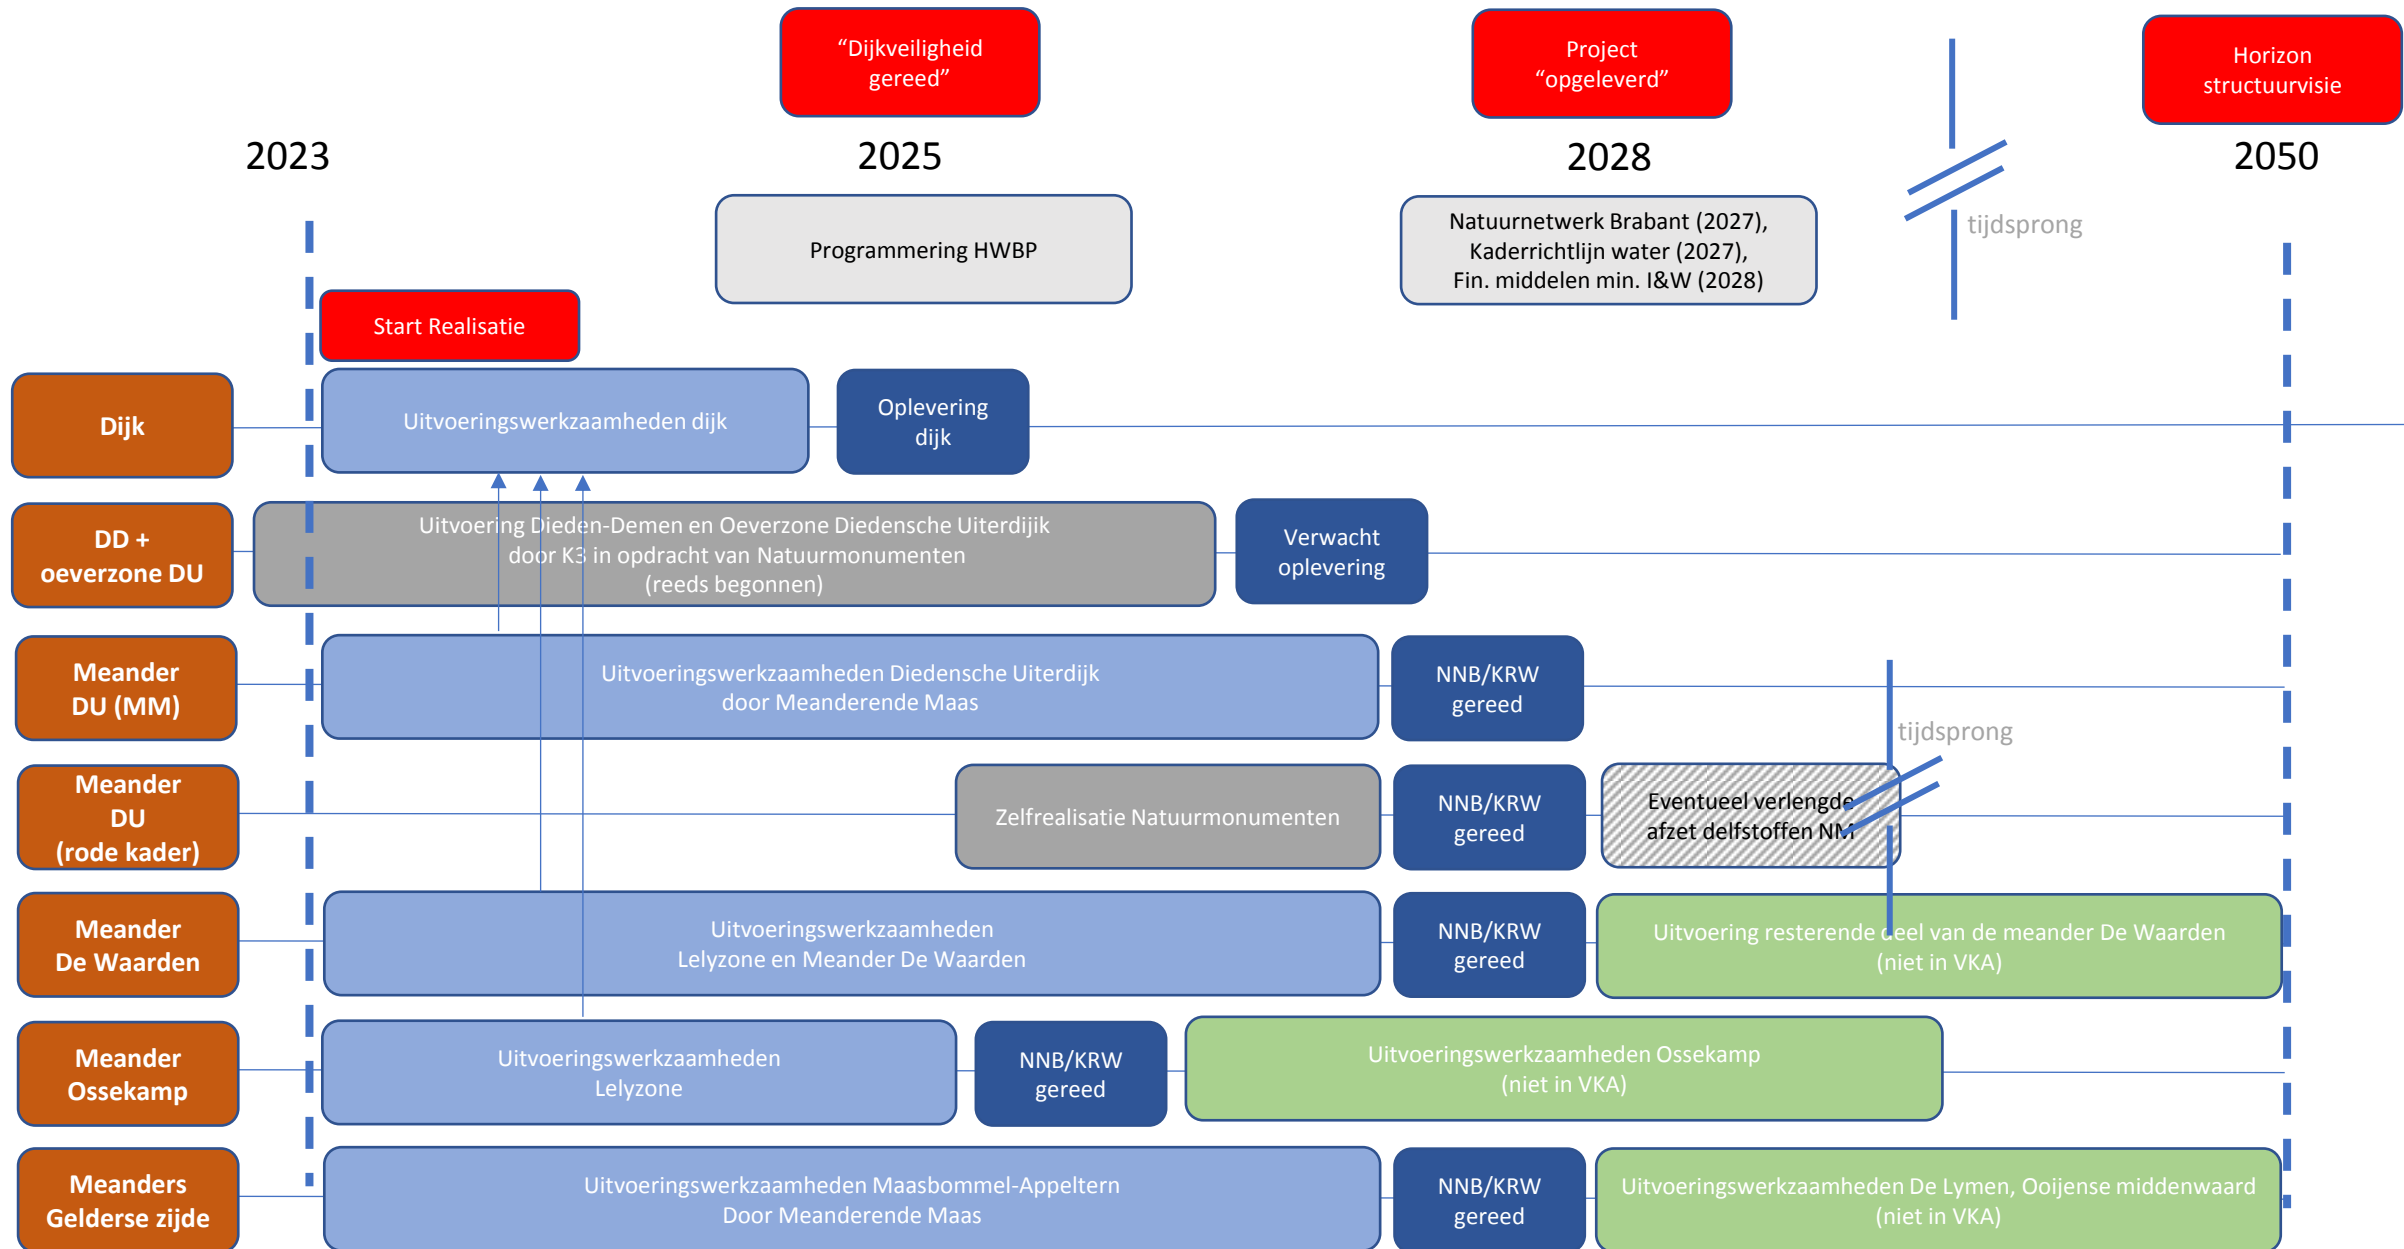 “Dijkveiligheid
gereed”
Project
“opgeleverd”
Horizon
structuurvisie
2023
2025
2028
2050
Programmering HWBP
Natuurnetwerk Brabant (2027),
Kaderrichtlijn water (2027),
Fin. middelen min. I&W (2028)
tijdsprong
Start Realisatie
Dijk
Uitvoeringswerkzaamheden dijk
Oplevering
dijk
DD +
oeverzone DU
Uitvoering Dieden-Demen en Oeverzone Diedensche Uiterdijik
door K3 in opdracht van Natuurmonumenten
(reeds begonnen)
Verwacht
oplevering
Meander
DU (MM)
Uitvoeringswerkzaamheden Diedensche Uiterdijk
door Meanderende Maas
NNB/KRW
gereed
tijdsprong
Meander
DU
(rode kader)
Zelfrealisatie Natuurmonumenten
NNB/KRW
gereed
Eventueel verlengde
afzet delfstoffen NM
Meander
De Waarden
Uitvoeringswerkzaamheden
Lelyzone en Meander De Waarden
NNB/KRW
gereed
Uitvoering resterende deel van de meander De Waarden
(niet in VKA)
Meander
Ossekamp
Uitvoeringswerkzaamheden
Lelyzone
NNB/KRW
gereed
Uitvoeringswerkzaamheden Ossekamp
(niet in VKA)
Meanders
Gelderse zijde
Uitvoeringswerkzaamheden Maasbommel-Appeltern
Door Meanderende Maas
NNB/KRW
gereed
Uitvoeringswerkzaamheden De Lymen, Ooijense middenwaard
(niet in VKA)